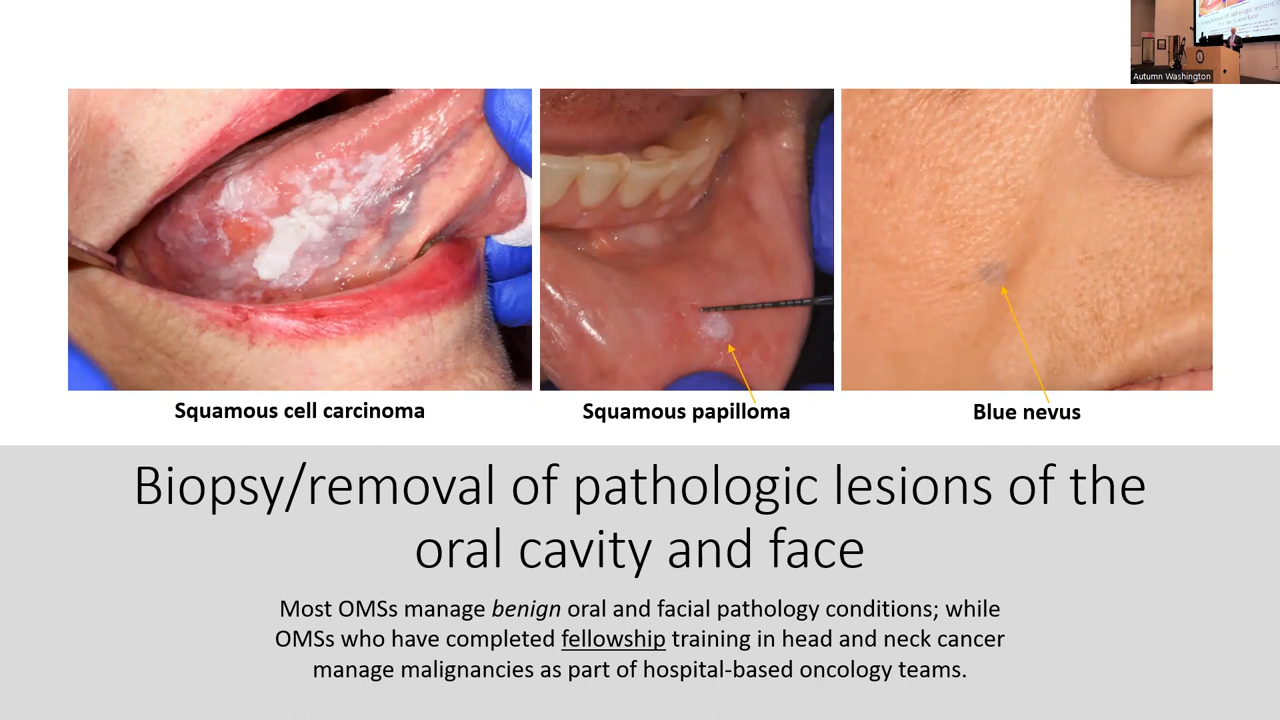 Autumn Washington
Squamous cell carcinoma
Squamous papilloma
Blue nevus
Biopsy/removal of pathologic lesions of the
oral cavity and face
Most OMSs manage benign oral and facial pathology conditions; while
OMSs who have completed fellowship training in head and neck cancer
manage malignancies as part of hospital-based oncology teams.